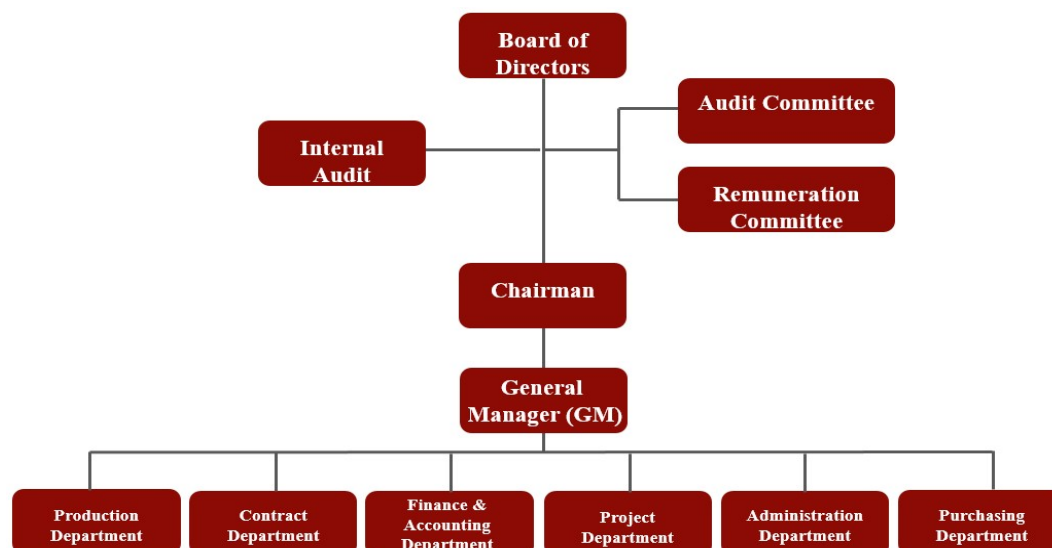 Board of
Directors
Audit Committee
Internal
Audit
Remuneration
Committee
Chairman
General
Manager (GM)
Production
Department
Contract
Department
Finance &
Accounting
Department
Project
Department
Administration
Department
Purchasing
Department